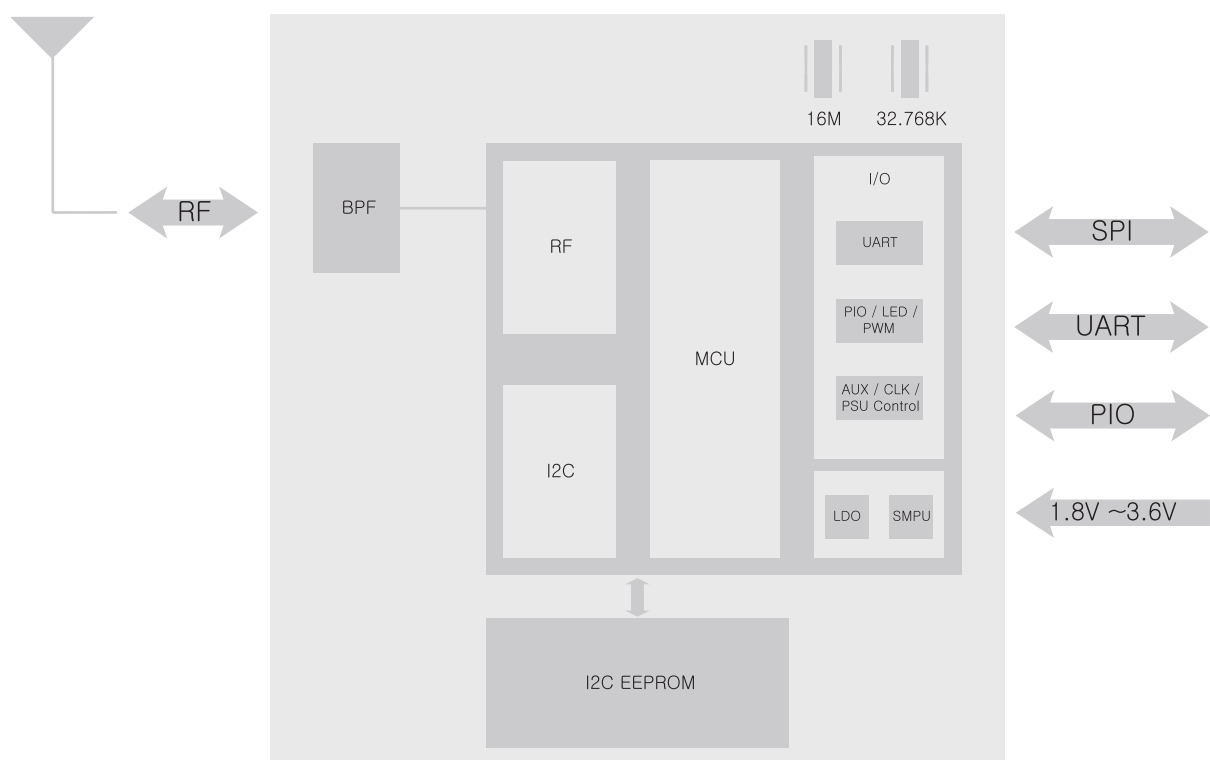 16M
32.768K
RF
BPF
RF
I2C
MCU
I/O
UART
PIO / LED /
PWM
AUX / CLK /
PSU Control
LDO
SMPU
I2C EEPROM
SPI
UART
PIO
1.8V ~3.6V